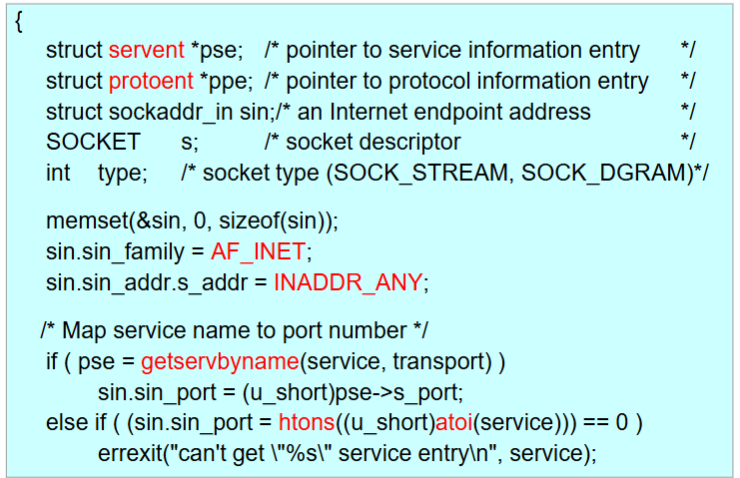 {
struct servent *pse; /* pointer to service information entry */
struct protoent *ppe; /* pointer to protocol information entry */
struct sockaddr_in sin;/* an Internet endpoint address */
SOCKET s; /* socket descriptor */
int type; /* socket type (SOCK_STREAM, SOCK_DGRAM)*/
memset(&sin, 0, sizeof(sin));
sin.sin_family = AF_INET;
sin.sin_addr.s_addr = INADDR_ANY;
/* Map service name to port number */
if ( pse = getservbyname(service, transport) )
sin.sin_port = (u_short)pse->s_port;
else if ( (sin.sin_port = htons((u_short)atoi(service))) == 0 )
errexit("can't get \"%s\" service entry\n", service);